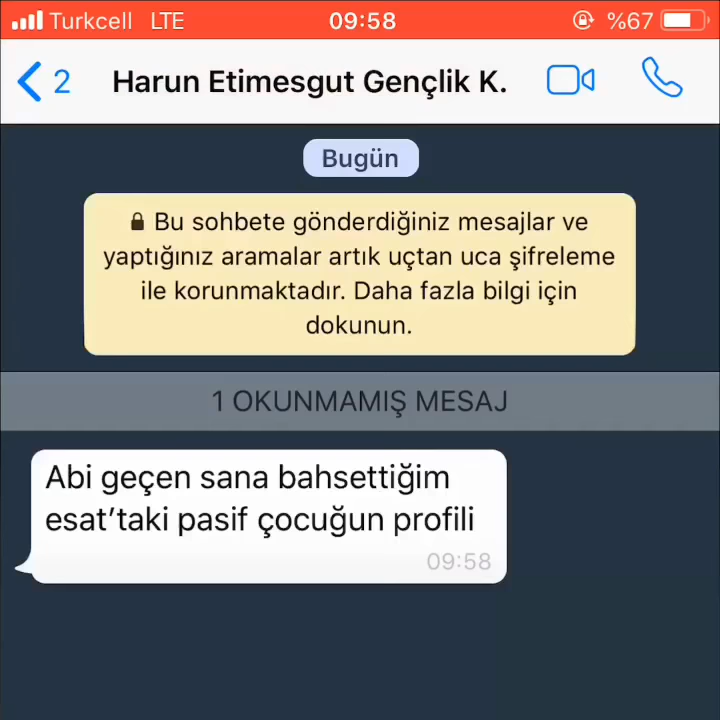 Turkcell LTE 09:58 %67
2 Harun Etimesgut Gençlik K.
Bugün
Bu sohbete gönderdiğiniz mesajlar ve
yaptığınız aramalar artık uçtan uca şifreleme
ile korunmaktadır. Daha fazla bilgi için
dokunun.
1 OKUNMAMIŞ MESAJ
Abi geçen sana bahsettiğim
esat’taki pasif çocuğun profili
09:58